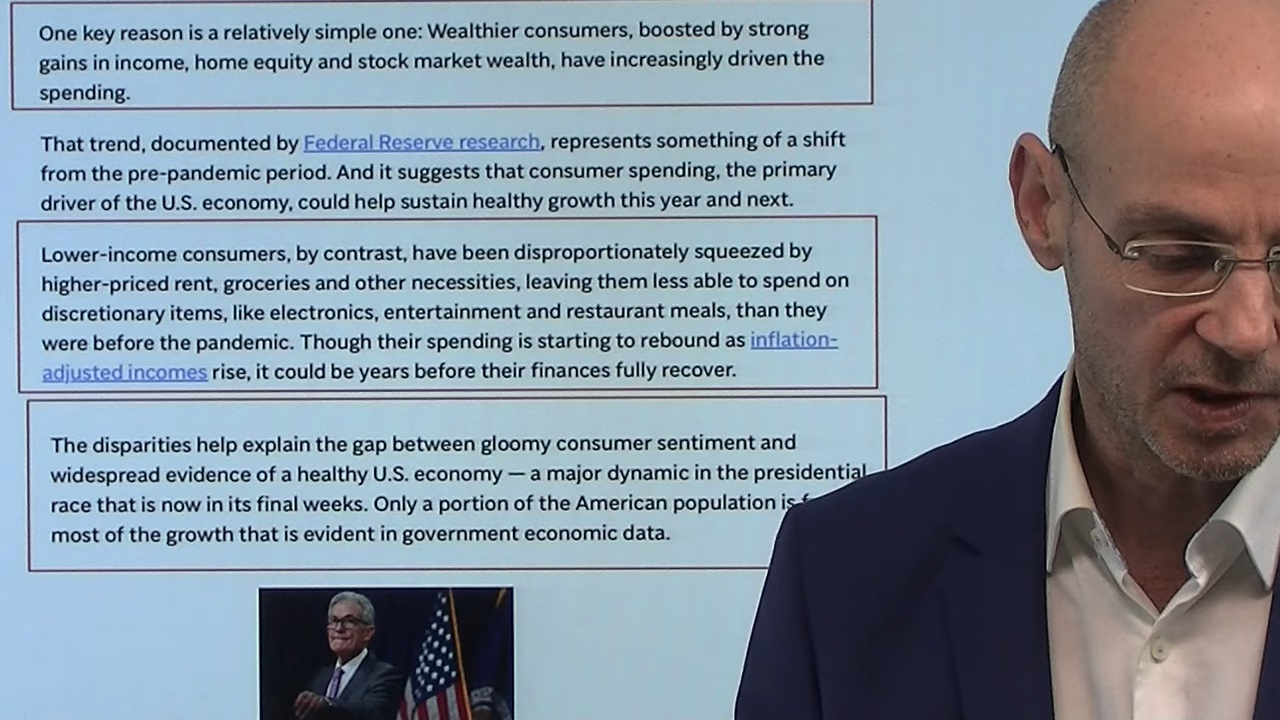 One key reason is a relatively simple one: Wealthier consumers, boosted by strong
gains in income, home equity and stock market wealth, have increasingly driven the
spending.
That trend, documented by Federal Reserve research, represents something of a shift
from the pre-pandemic period. And it suggests that consumer spending, the primary
driver of the U.S. economy, could help sustain healthy growth this year and next.
Lower-income consumers, by contrast, have been disproportionately squeezed by
higher-priced rent, groceries and other necessities, leaving them less able to spend on
discretionary items, like electronics, entertainment and restaurant meals, than they
were before the pandemic. Though their spending is starting to rebound as inflation-
adjusted incomes rise, it could be years before their finances fully recover.
The disparities help explain the gap between gloomy consumer sentiment and
widespread evidence of a healthy U.S. economy — a major dynamic in the presidential
race that is now in its final weeks. Only a portion of the American population is
most of the growth that is evident in government economic data.